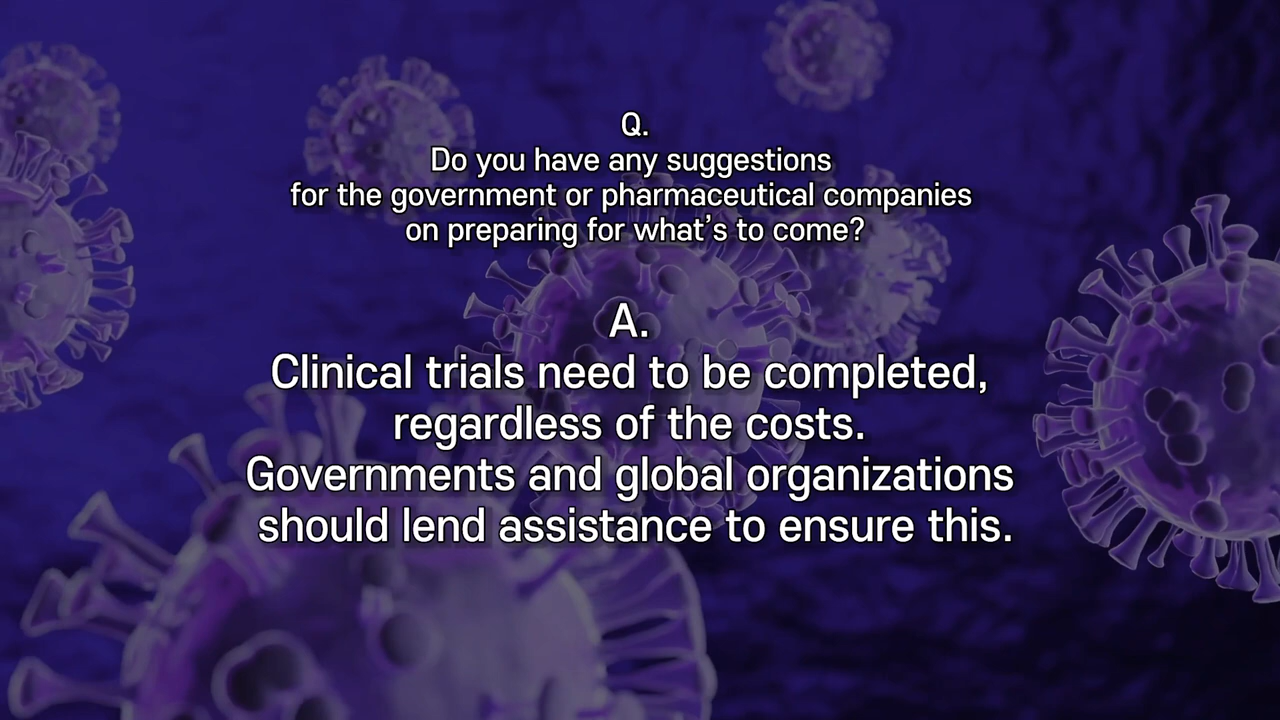 Q.
Do you have any suggestions
for the government or pharmaceutical companies
on preparing for what's to come?
A.
Clinical trials need to be completed,
regardless of the costs.
Governments and global organizations
should lend assistance to ensure this.